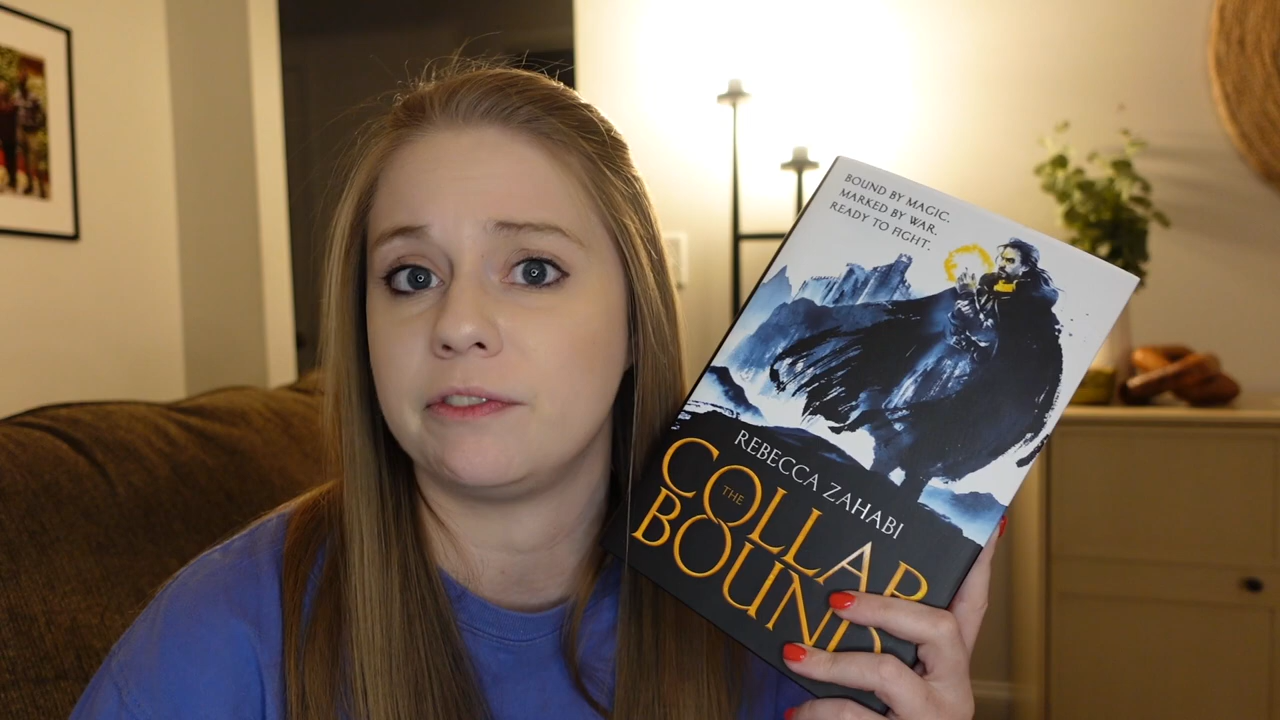 BOUND BY MAGIC.
MARKED BY WAR.
READY TO FIGHT.
REBECCA ZAHABI
THE
COLLAR
BOUND